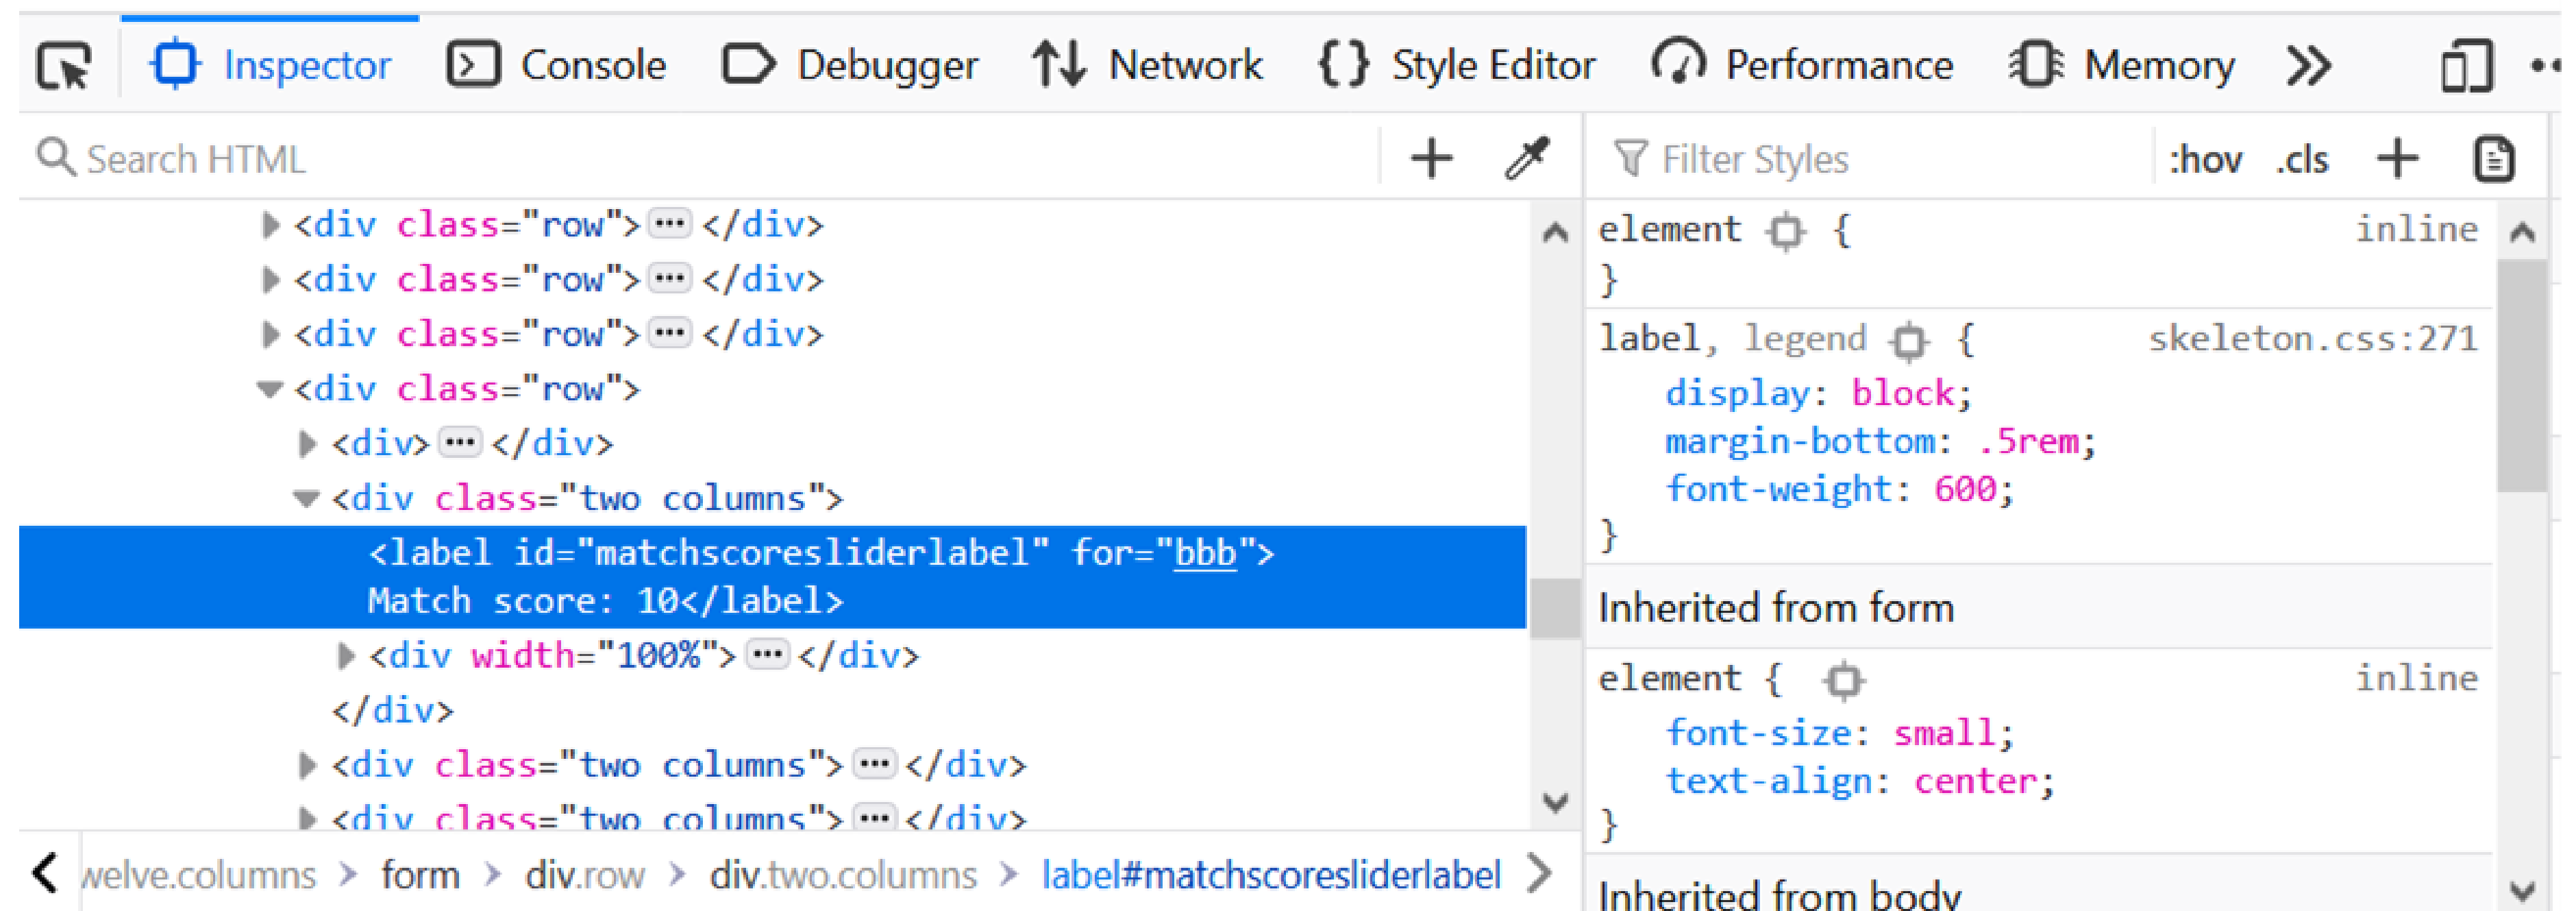 Inspector Console Debugger Network Style Editor Performance Memory
Search HTML
<div class="row"> ··· </div>
<div class="row"> ··· </div>
<div class="row"> ··· </div>
<div class="row">
<div> ··· </div>
<div class="two columns">
<label id="matchscoresliderlabel" for="bbb">
Match score: 10</label>
<div width="100%"> ··· </div>
</div>
<div class="two columns"> ··· </div>
<div class="two columns"> ··· </div>
welve.columns > form > div.row > div.two.columns > label#matchscoresliderlabel
Filter Styles :hov .cls
element { inline
}
label, legend { skeleton.css:271
display: block;
margin-bottom: .5rem;
font-weight: 600;
}
Inherited from form
element { inline
font-size: small;
text-align: center;
}
Inherited from body